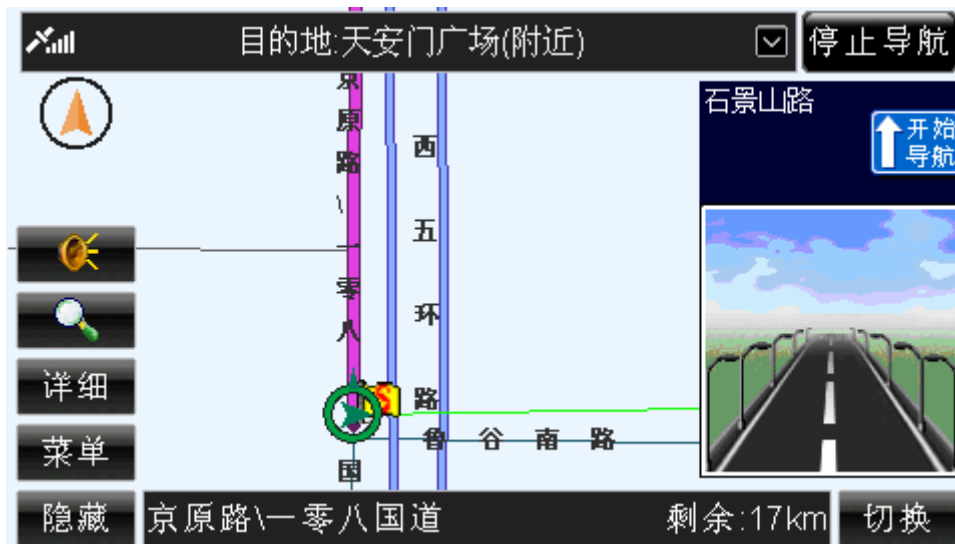 目的地:天安门广场(附近)
停止导航
石景山路
开始
导航
京原路\一零八国
西五环路
鲁谷南路
S
详细
菜单
隐藏
京原路\一零八国道
剩余:17km
切换